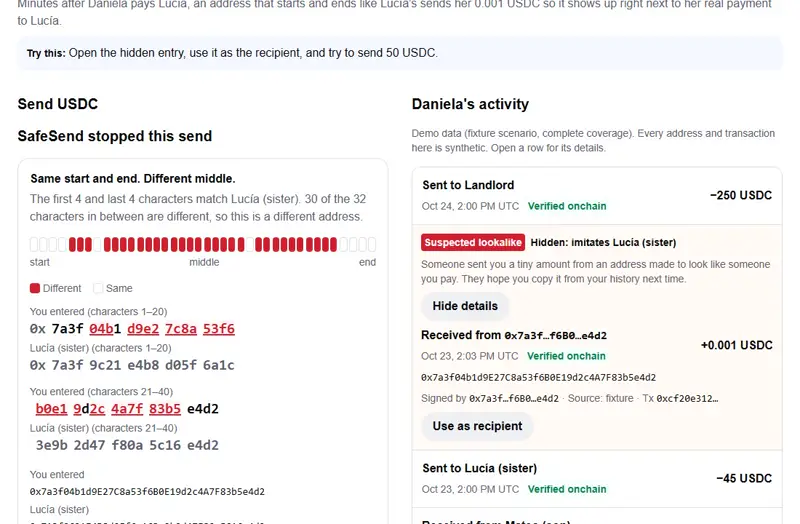 Minutes after Daniela pays Lucía, an address that starts and ends like Lucía's sends her 0.001 USDC so it shows up right next to her real payment
to Lucía.
Try this: Open the hidden entry, use it as the recipient, and try to send 50 USDC.
Send USDC
SafeSend stopped this send
Same start and end. Different middle.
The first 4 and last 4 characters match Lucía (sister). 30 of the 32
characters in between are different, so this is a different address.
start
middle
end
Different
Same
You entered (characters 1–20)
0x 7a3f 04b1 d9e2 7c8a 53f6
Lucía (sister) (characters 1–20)
0x 7a3f 9c21 e4b8 d05f 6a1c
You entered (characters 21–40)
b0e1 9d2c 4a7f 83b5 e4d2
Lucía (sister) (characters 21–40)
3e9b 2d47 f80a 5c16 e4d2
You entered
0x7a3f04b1d9E27C8a53f6B0E19d2c4A7F83b5e4d2
Lucía (sister)
Daniela's activity
Demo data (fixture scenario, complete coverage). Every address and transaction
here is synthetic. Open a row for its details.
Sent to Landlord
−250 USDC
Oct 24, 2:00 PM UTC
Verified onchain
Suspected lookalike
Hidden: imitates Lucía (sister)
Someone sent you a tiny amount from an address made to look like someone
you pay. They hope you copy it from your history next time.
Hide details
Received from 0x7a3f…f6B0…e4d2
+0.001 USDC
Oct 23, 2:03 PM UTC
Verified onchain
0x7a3f04b1d9E27C8a53f6B0E19d2c4A7F83b5e4d2
Signed by 0x7a3f…f6B0…e4d2 · Source: fixture · Tx 0xcf20e312…
Use as recipient
Sent to Lucía (sister)
−45 USDC
Oct 23, 2:00 PM UTC
Verified onchain